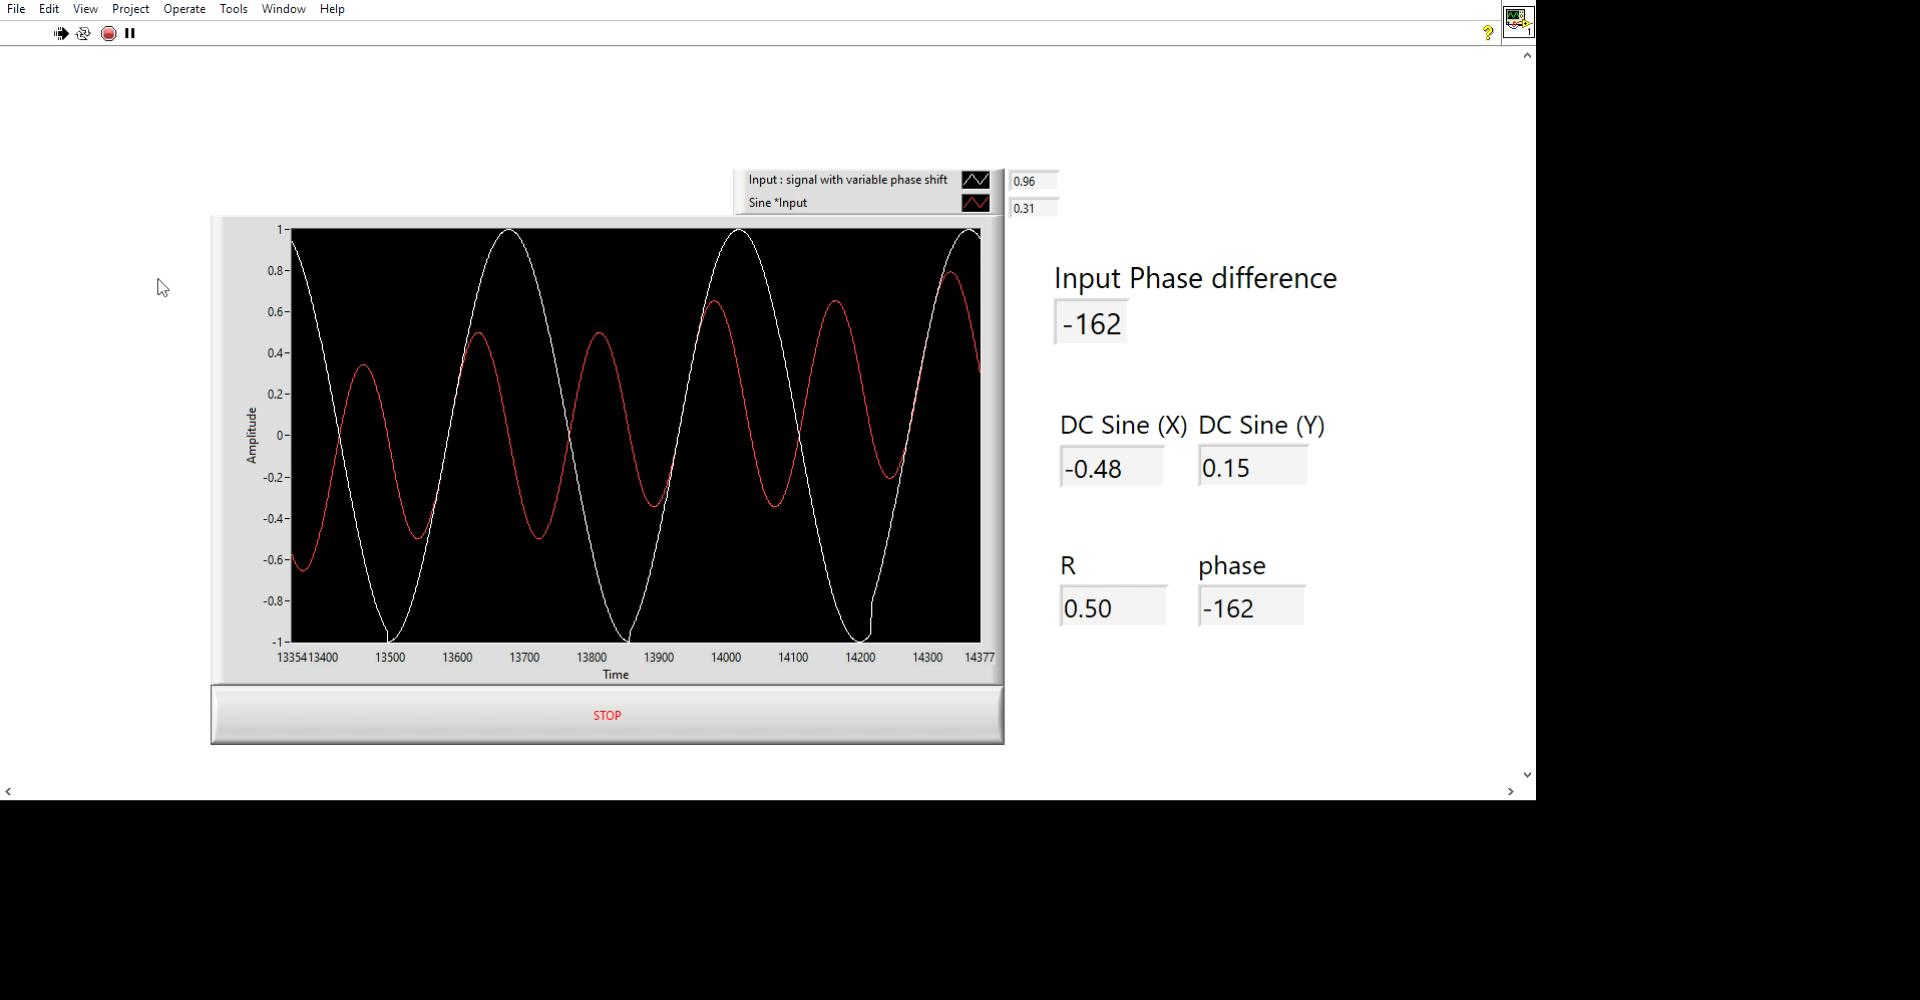 File Edit View Project Operate Tools Window Help
?
1
Input : signal with variable phase shift 0.96
Sine *Input 0.31
Input Phase difference
-162
DC Sine (X) DC Sine (Y)
-0.48 0.15
R phase
0.50 -162
Amplitude
1
0.8
0.6
0.4
0.2
0
-0.2
-0.4
-0.6
-0.8
-1
13354 13400 13500 13600 13700 13800 13900 14000 14100 14200 14300 14377
Time
STOP